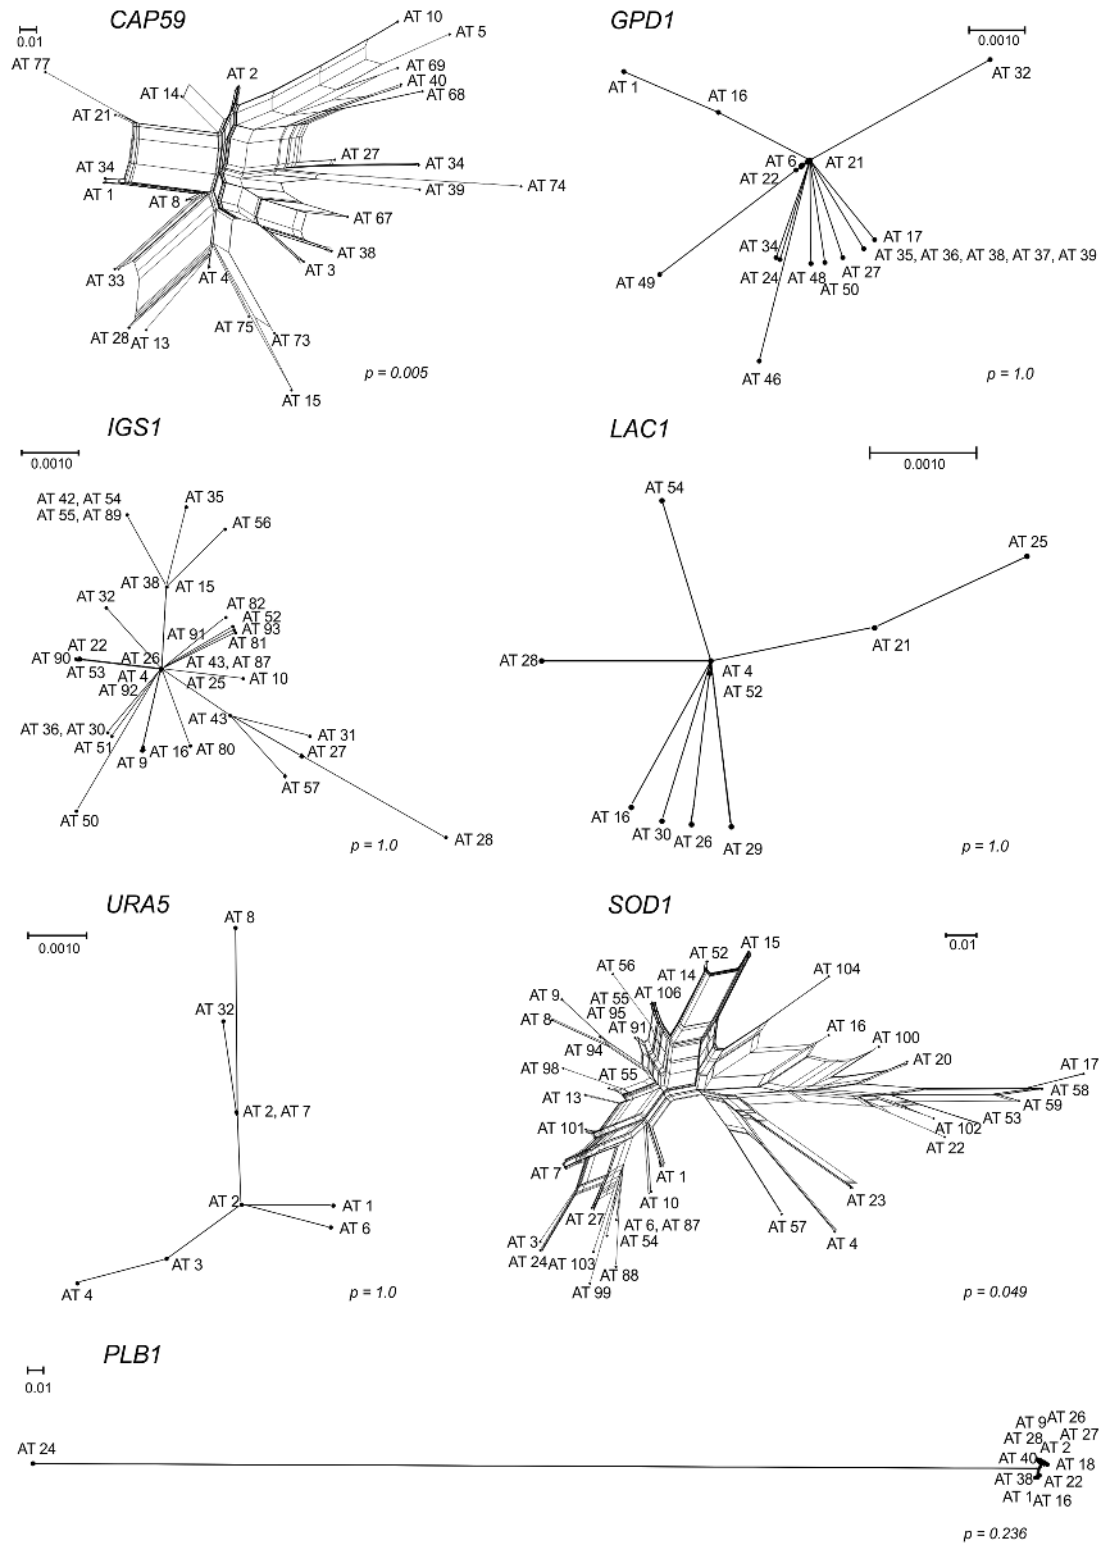 CAP59
0.01
AT 77
AT 14
AT 2
AT 10
AT 5
AT 69
AT 40
AT 68
AT 21
AT 34
AT 1
AT 8
AT 27
AT 34
AT 39
AT 74
AT 67
AT 38
AT 3
AT 33
AT 4
AT 28
AT 13
AT 75
AT 73
AT 15
p = 0.005
GPD1
0.0010
AT 1
AT 16
AT 32
AT 6
AT 21
AT 22
AT 17
AT 35, AT 36, AT 38, AT 37, AT 39
AT 34
AT 24
AT 48
AT 27
AT 50
AT 49
AT 46
p = 1.0
IGS1
0.0010
AT 42, AT 54
AT 55, AT 89
AT 35
AT 56
AT 38
AT 15
AT 32
AT 82
AT 52
AT 93
AT 91
AT 81
AT 22
AT 90
AT 26
AT 43, AT 87
AT 53
AT 4
AT 25
AT 10
AT 92
AT 43
AT 36, AT 30
AT 51
AT 31
AT 9
AT 16
AT 80
AT 27
AT 57
AT 50
AT 28
p = 1.0
LAC1
0.0010
AT 54
AT 25
AT 21
AT 28
AT 4
AT 52
AT 16
AT 30
AT 26
AT 29
p = 1.0
URA5
0.0010
AT 8
AT 32
AT 2, AT 7
AT 2
AT 1
AT 6
AT 3
AT 4
p = 1.0
SOD1
0.01
AT 15
AT 52
AT 56
AT 14
AT 104
AT 9
AT 106
AT 55
AT 95
AT 8
AT 91
AT 16
AT 100
AT 94
AT 20
AT 98
AT 55
AT 17
AT 58
AT 13
AT 59
AT 53
AT 101
AT 102
AT 22
AT 7
AT 1
AT 10
AT 23
AT 27
AT 6, AT 87
AT 57
AT 3
AT 54
AT 4
AT 24
AT 103
AT 88
AT 99
p = 0.049
PLB1
0.01
AT 24
AT 9
AT 26
AT 28
AT 27
AT 2
AT 40
AT 18
AT 38
AT 22
AT 1
AT 16
p = 0.236